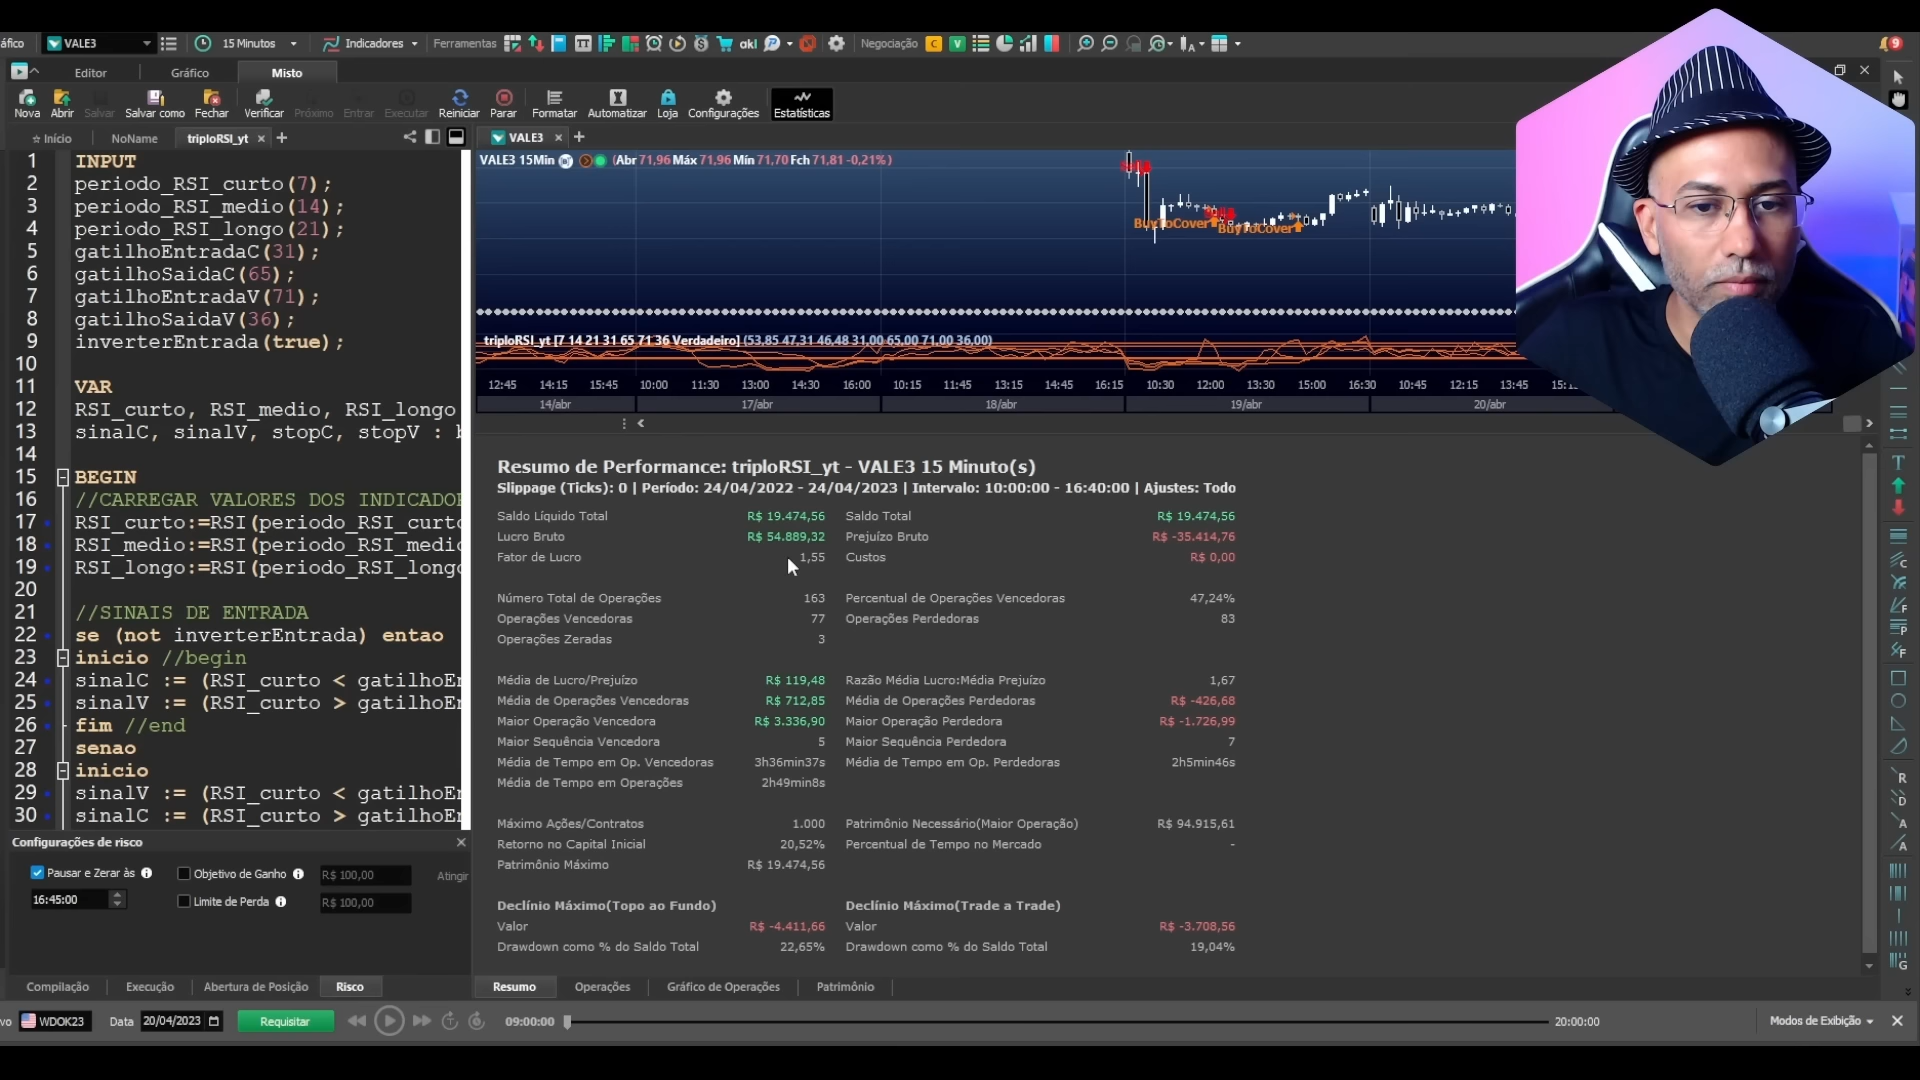 áfico VALE3 15 Minutos Indicadores Ferramentas akl Negociação 9
Editor Gráfico Misto
Nova Abrir Salvar Salvar como Fechar Verificar Próximo Entrar Executar Reiniciar Parar Formatar Automatizar Loja Configurações Estatísticas
Início NoName triploRSI_yt × +
VALE3 × +
1 INPUT
2 periodo_RSI_curto(7);
3 periodo_RSI_medio(14);
4 periodo_RSI_longo(21);
5 gatilhoEntradaC(31);
6 gatilhoSaidaC(65);
7 gatilhoEntradaV(71);
8 gatilhoSaidaV(36);
9 inverterEntrada(true);
10
11 VAR
12 RSI_curto, RSI_medio, RSI_longo
13 sinalC, sinalV, stopC, stopV :
14
15 BEGIN
16 //CARREGAR VALORES DOS INDICADO
17 RSI_curto:=RSI(periodo_RSI_curto
18 RSI_medio:=RSI(periodo_RSI_medi
19 RSI_longo:=RSI(periodo_RSI_longo
20
21 //SINAIS DE ENTRADA
22 se (not inverterEntrada) entao
23 inicio //begin
24 sinalC := (RSI_curto < gatilhoE
25 sinalV := (RSI_curto > gatilhoE
26 fim //end
27 senao
28 inicio
29 sinalV := (RSI_curto < gatilhoE
30 sinalC := (RSI_curto > gatilhoE
VALE3 15Min (Abr 71,96 Máx 71,96 Mín 71,70 Fch 71,81 -0,21% )
BuyToCover BuyToCover
triploRSI_yt [7 14 21 31 65 71 36 Verdadeiro] (53,85 47,31 46,48 31,00 65,00 71,00 36,00)
12:45 14:15 15:45 10:00 11:30 13:00 14:30 16:00 10:15 11:45 13:15 14:45 16:15 10:30 12:00 13:30 15:00 16:30 10:45 12:15 13:45
14/abr 17/abr 18/abr 19/abr 20/abr
Resumo de Performance: triploRSI_yt - VALE3 15 Minuto(s)
Slippage (Ticks): 0 | Período: 24/04/2022 - 24/04/2023 | Intervalo: 10:00:00 - 16:40:00 | Ajustes: Todo
Saldo Líquido Total R$ 19.474,56 Saldo Total R$ 19.474,56
Lucro Bruto R$ 54.889,32 Prejuízo Bruto R$ -35.414,76
Fator de Lucro 1,55 Custos R$ 0,00
Número Total de Operações 163 Percentual de Operações Vencedoras 47,24%
Operações Vencedoras 77 Operações Perdedoras 83
Operações Zeradas 3
Média de Lucro/Prejuízo R$ 119,48 Razão Média Lucro:Média Prejuízo 1,67
Média de Operações Vencedoras R$ 712,85 Média de Operações Perdedoras R$ -426,68
Maior Operação Vencedora R$ 3.336,90 Maior Operação Perdedora R$ -1.726,99
Maior Sequência Vencedora 5 Maior Sequência Perdedora 7
Média de Tempo em Op. Vencedoras 3h36min37s Média de Tempo em Op. Perdedoras 2h5min46s
Média de Tempo em Operações 2h49min8s
Máximo Ações/Contratos 1.000 Patrimônio Necessário(Maior Operação) R$ 94.915,61
Retorno no Capital Inicial 20,52% Percentual de Tempo no Mercado -
Patrimônio Máximo R$ 19.474,56
Declínio Máximo(Topo ao Fundo) Declínio Máximo(Trade a Trade)
Valor R$ -4.411,66 Valor R$ -3.708,56
Drawdown como % do Saldo Total 22,65% Drawdown como % do Saldo Total 19,04%
Configurações de risco ×
Pausar e Zerar às Objetivo de Ganho R$ 100,00 Atingir
16:45:00 Limite de Perda R$ 100,00
Compilação Execução Abertura de Posição Risco
Resumo Operações Gráfico de Operações Patrimônio
vo WDOK23 Data 20/04/2023 Requisitar 09:00:00 20:00:00 Modos de Exibição ×